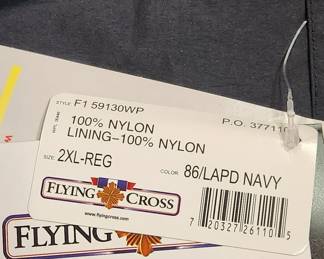 STYLE F1 59130WP
P.O. 377110
100% NYLON
LINING-100% NYLON
SIZE 2XL-REG
COLOR 86/LAPD NAVY
FLYING CROSS
www.flyingcross.com
7 20327 26110 5
FLYING